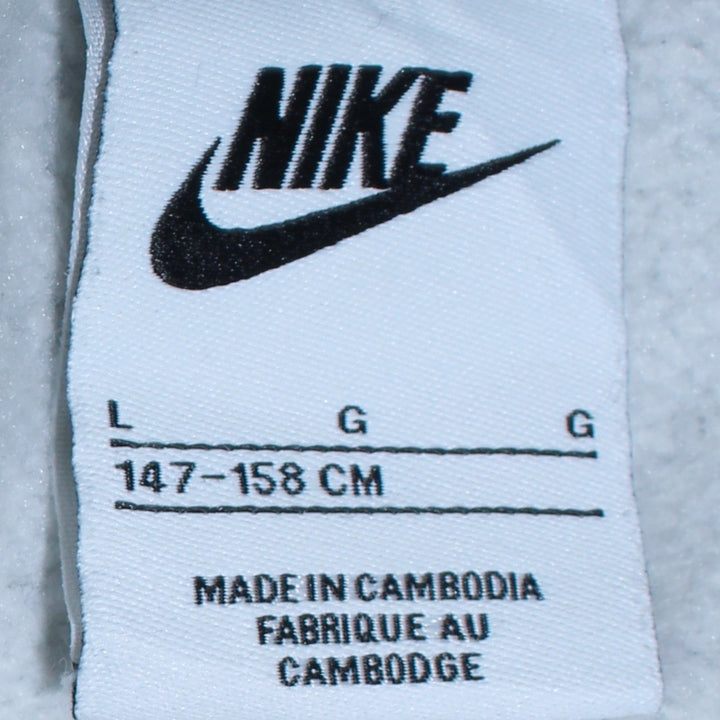 NIKE
L G G
147-158 CM
MADE IN CAMBODIA
FABRIQUE AU
CAMBODGE